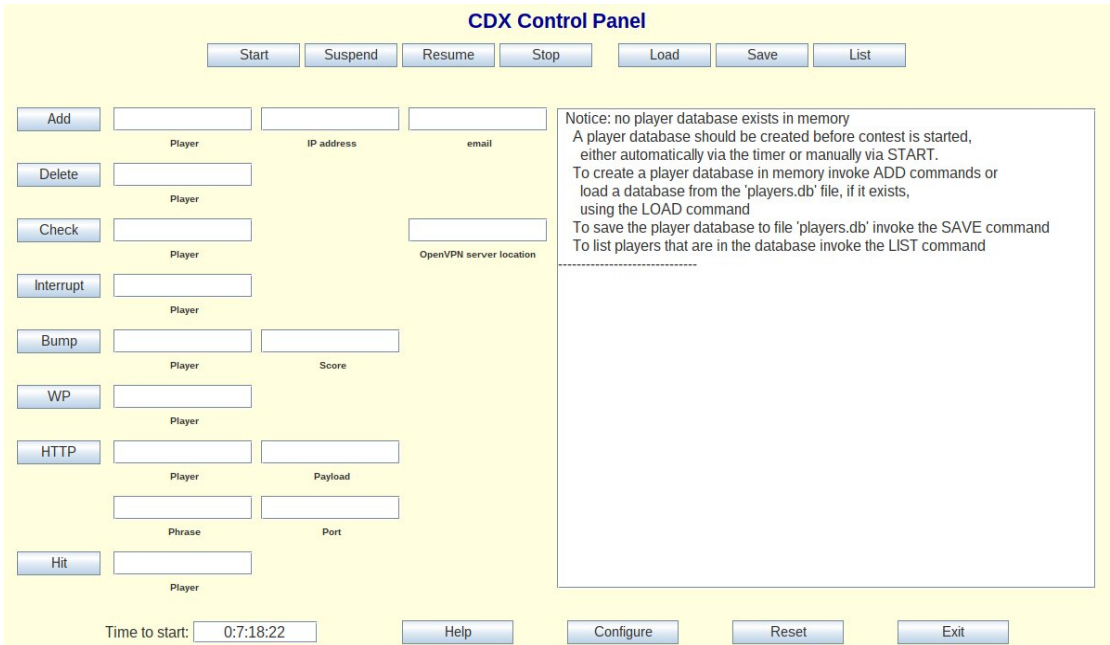 CDX Control Panel
Start Suspend Resume Stop Load Save List
Add
Player IP address email
Delete
Player
Check
Player OpenVPN server location
Interrupt
Player
Bump
Player Score
WP
Player
HTTP
Player Payload
Phrase Port
Hit
Player
Notice: no player database exists in memory
A player database should be created before contest is started,
either automatically via the timer or manually via START.
To create a player database in memory invoke ADD commands or
load a database from the 'players.db' file, if it exists,
using the LOAD command
To save the player database to file 'players.db' invoke the SAVE command
To list players that are in the database invoke the LIST command
------------------------------
Time to start: 0:7:18:22 Help Configure Reset Exit